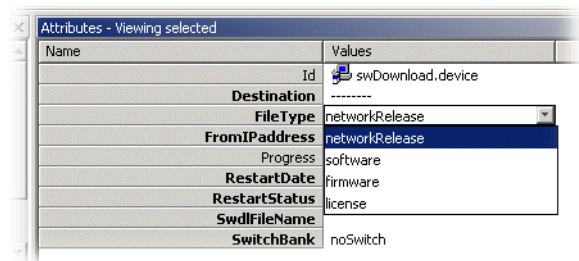 Attributes - Viewing selected
Name Values
Id swDownload.device
Destination --------
FileType networkRelease
FromIPaddress networkRelease
Progress software
RestartDate firmware
RestartStatus license
SwdlFileName
SwitchBank noSwitch